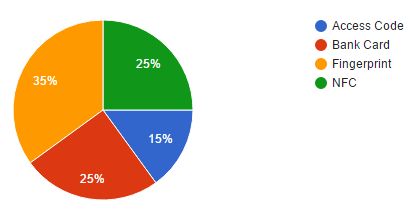 Access Code
Bank Card
Fingerprint
NFC
25%
35%
15%
25%